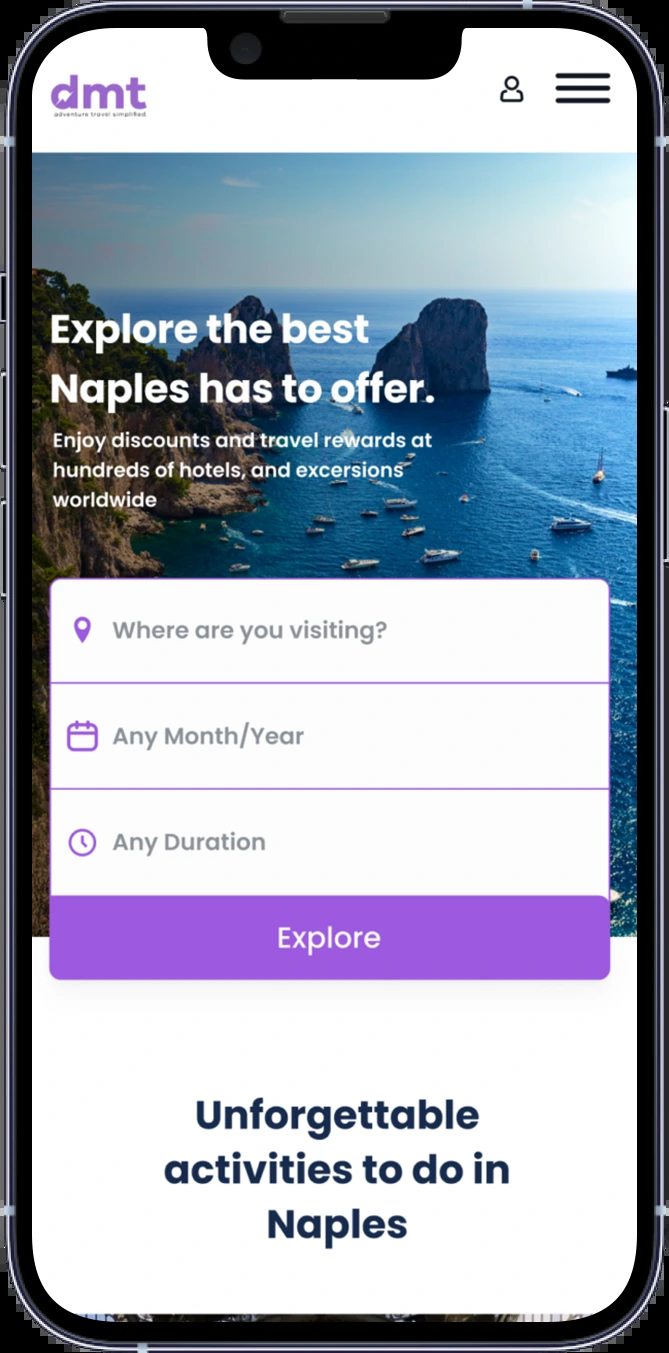 dmt
adventure travel simplified.
Explore the best
Naples has to offer.
Enjoy discounts and travel rewards at
hundreds of hotels, and excersions
worldwide
Where are you visiting?
Any Month/Year
Any Duration
Explore
Unforgettable
activities to do in
Naples